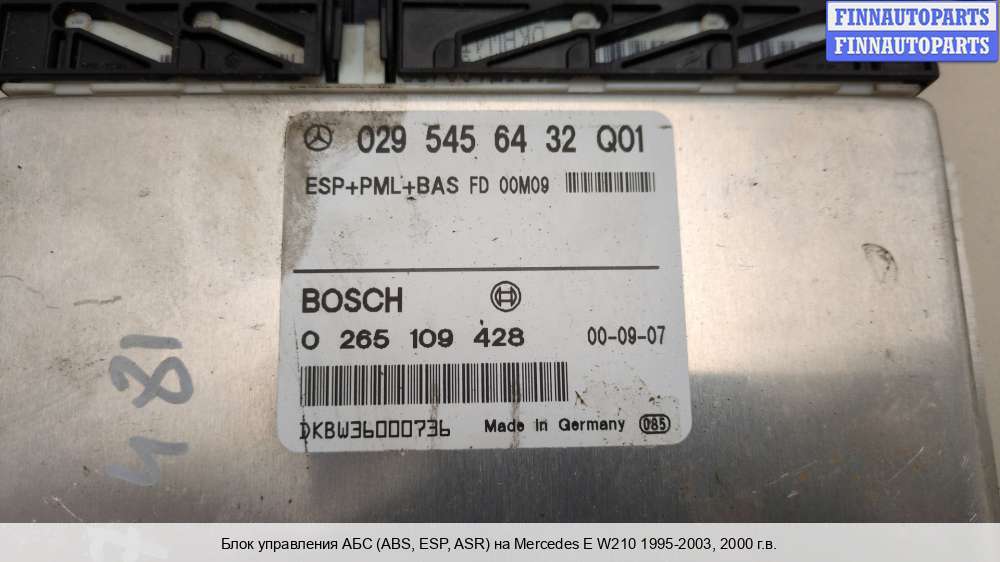 FINNAUTOPARTS
FINNAUTOPARTS
029 545 64 32 Q01
ESP+PML+BAS FD 00M09
BOSCH
0 265 109 428 00-09-07
DKBW36000736 Made in Germany 085
481
Блок управления АБС (ABS, ESP, ASR) на Mercedes E W210 1995-2003, 2000 г.в.